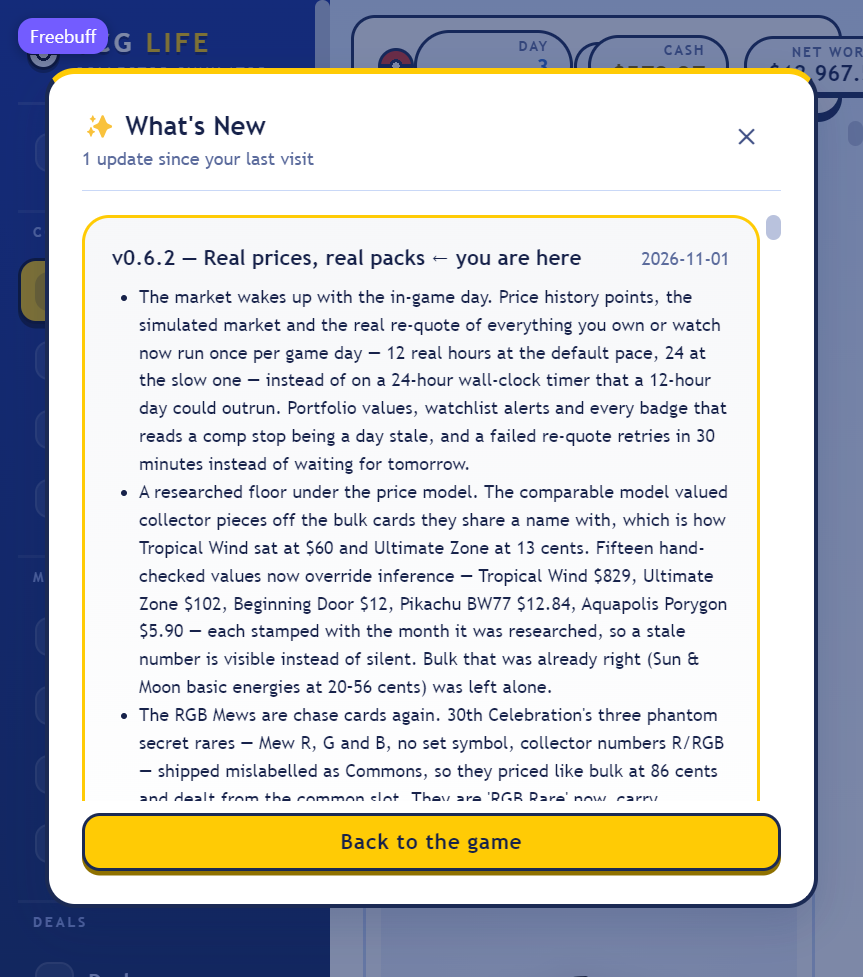 Freebuff
CG LIFE
DAY
3
CASH
NET WOR
✨ What's New
1 update since your last visit
v0.6.2 — Real prices, real packs ← you are here
2026-11-01
• The market wakes up with the in-game day. Price history points, the
simulated market and the real re-quote of everything you own or watch
now run once per game day — 12 real hours at the default pace, 24 at
the slow one — instead of on a 24-hour wall-clock timer that a 12-hour
day could outrun. Portfolio values, watchlist alerts and every badge that
reads a comp stop being a day stale, and a failed re-quote retries in 30
minutes instead of waiting for tomorrow.
• A researched floor under the price model. The comparable model valued
collector pieces off the bulk cards they share a name with, which is how
Tropical Wind sat at $60 and Ultimate Zone at 13 cents. Fifteen hand-
checked values now override inference — Tropical Wind $829, Ultimate
Zone $102, Beginning Door $12, Pikachu BW77 $12.84, Aquapolis Porygon
$5.90 — each stamped with the month it was researched, so a stale
number is visible instead of silent. Bulk that was already right (Sun &
Moon basic energies at 20-56 cents) was left alone.
• The RGB Mews are chase cards again. 30th Celebration's three phantom
secret rares — Mew R, G and B, no set symbol, collector numbers R/RGB
— shipped mislabelled as Commons, so they priced like bulk at 86 cents
and dealt from the common slot. They are 'RGB Rare' now, carry
Back to the game
C
M
DEALS